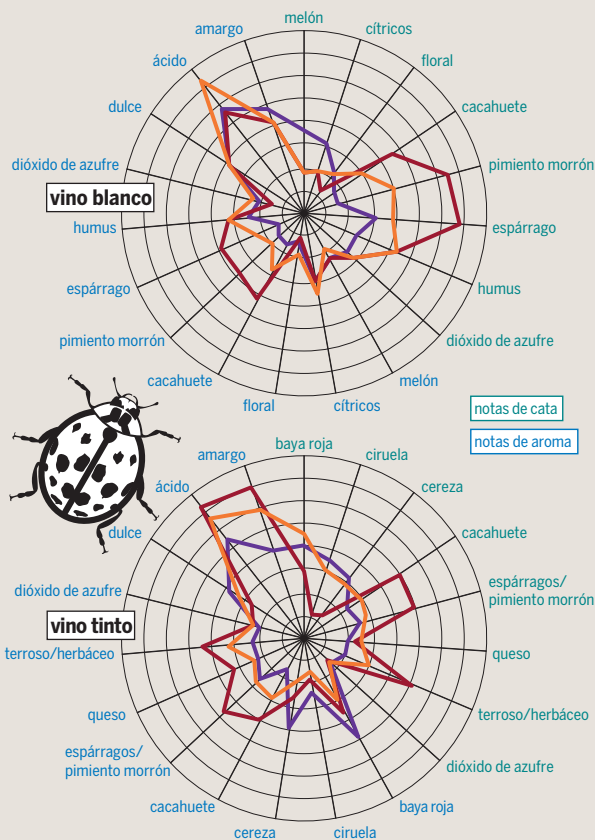 melón
cítricos
floral
cacahuete
pimiento morrón
espárrago
humus
dióxido de azufre
melón
cítricos
floral
cacahuete
pimiento morrón
espárrago
humus
dióxido de azufre
dulce
ácido
amargo
vino blanco
notas de cata
notas de aroma
baya roja
ciruela
cereza
cacahuete
espárragos/
pimiento morrón
queso
terroso/herbáceo
dióxido de azufre
baya roja
ciruela
cereza
cacahuete
espárragos/
pimiento morrón
queso
terroso/herbáceo
dióxido de azufre
dulce
ácido
amargo
vino tinto